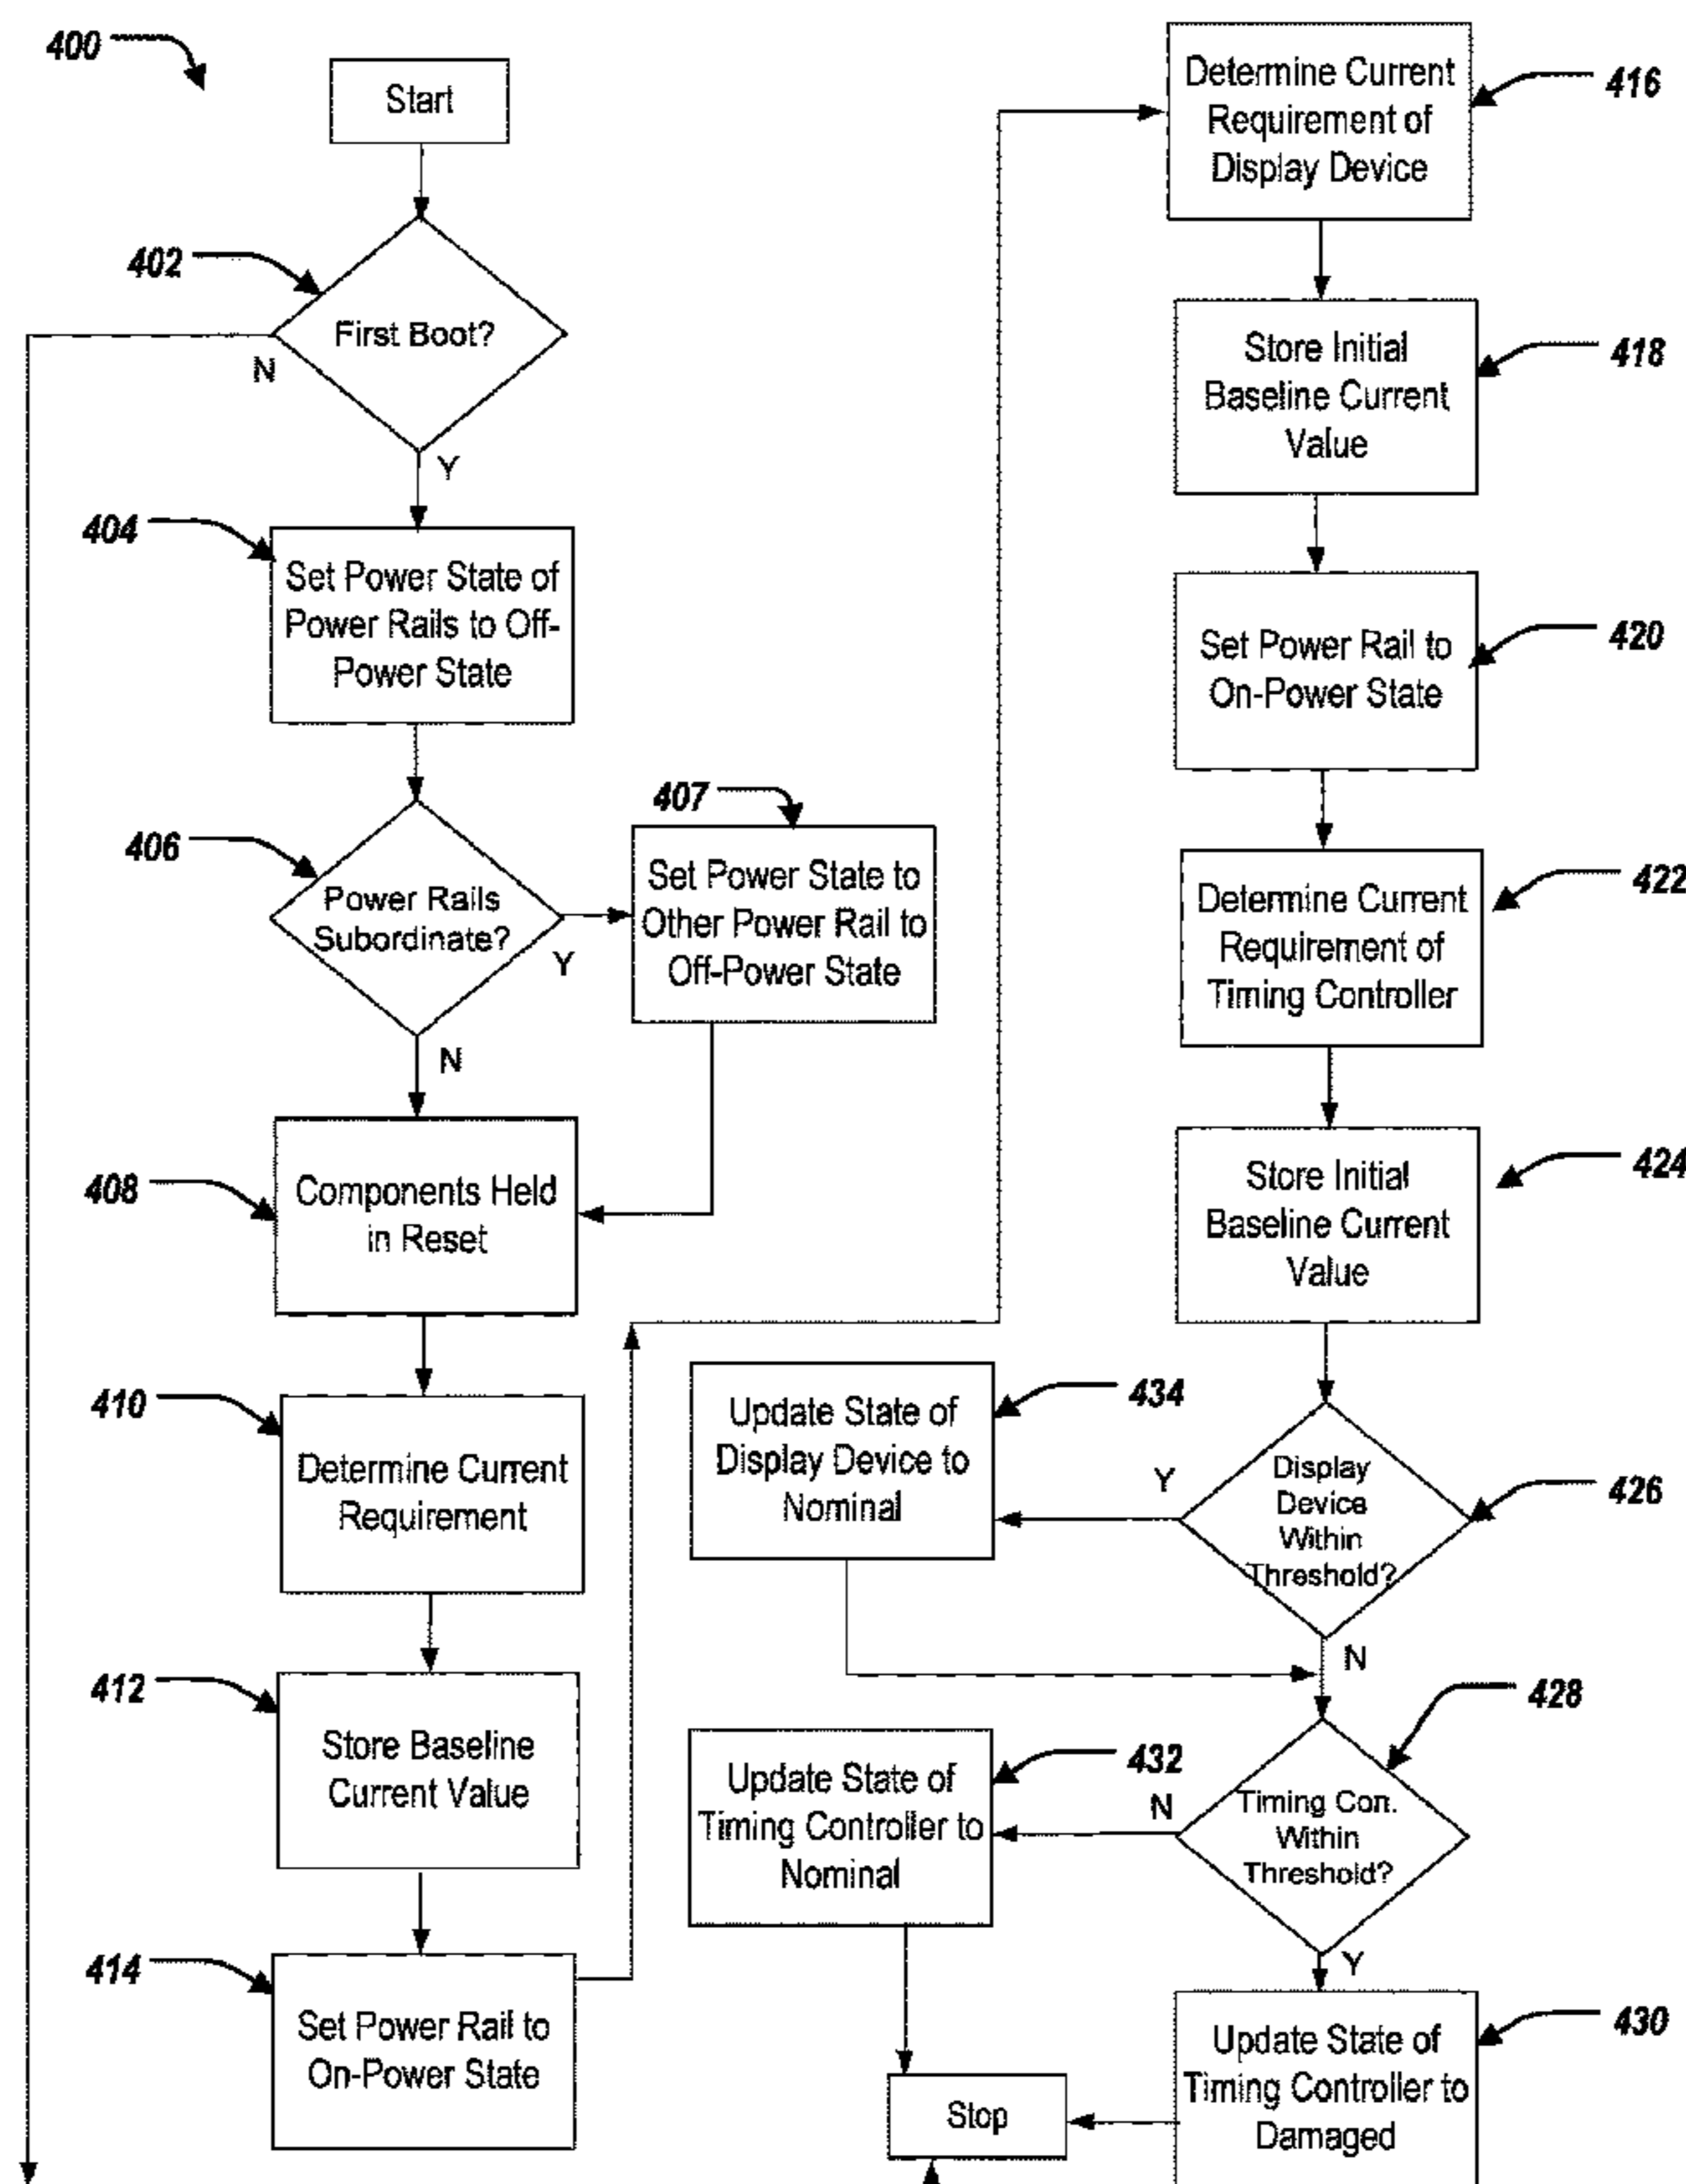 400
Start
402
First Boot?
N
Y
404
Set Power State of
Power Rails to Off-
Power State
406
Power Rails
Subordinate?
Y
N
407
Set Power State to
Other Power Rail to
Off-Power State
408
Components Held
in Reset
410
Determine Current
Requirement
412
Store Baseline
Current Value
414
Set Power Rail to
On-Power State
416
Determine Current
Requirement of
Display Device
418
Store Initial
Baseline Current
Value
420
Set Power Rail to
On-Power State
422
Determine Current
Requirement of
Timing Controller
424
Store Initial
Baseline Current
Value
426
Display
Device
Within
Threshold?
Y
N
434
Update State of
Display Device to
Nominal
428
Timing Con.
Within
Threshold?
N
Y
432
Update State of
Timing Controller to
Nominal
430
Update State of
Timing Controller to
Damaged
Stop